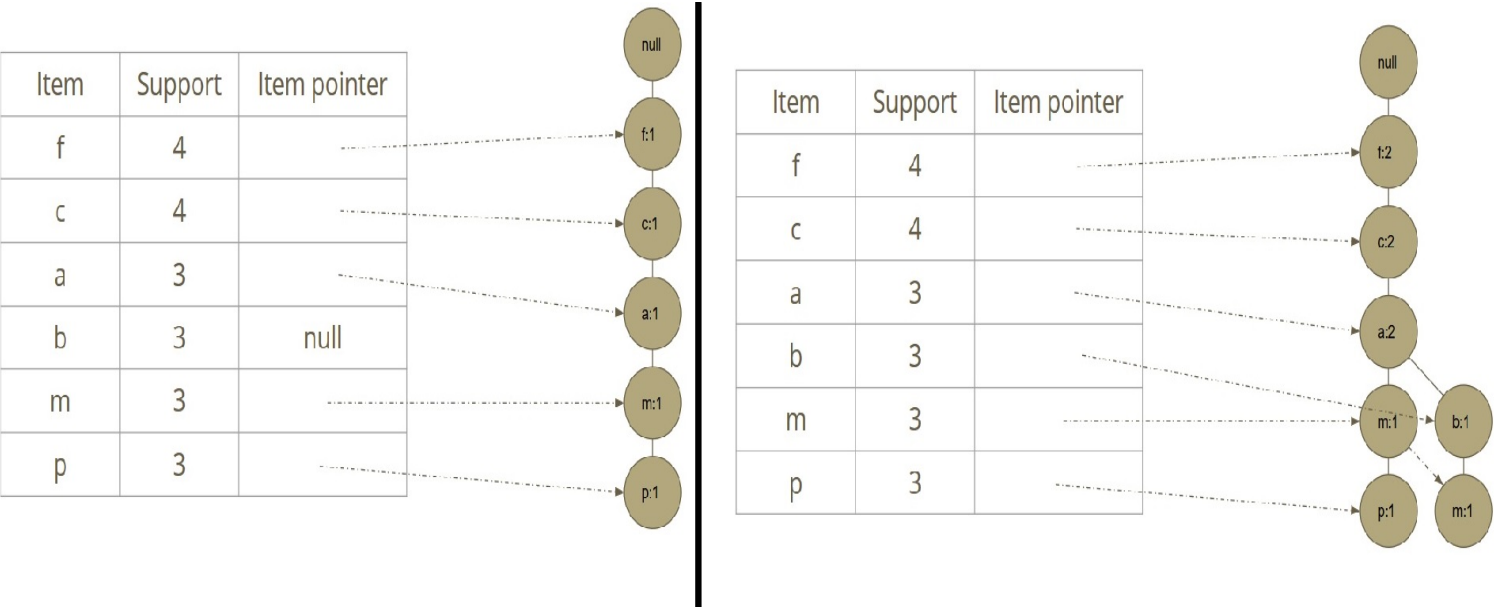 Item Support Item pointer
f 4
c 4
a 3
b 3 null
m 3
p 3
null
f:1
c:1
a:1
m:1
p:1
Item Support Item pointer
f 4
c 4
a 3
b 3
m 3
p 3
null
f:2
c:2
a:2
m:1 b:1
p:1 m:1